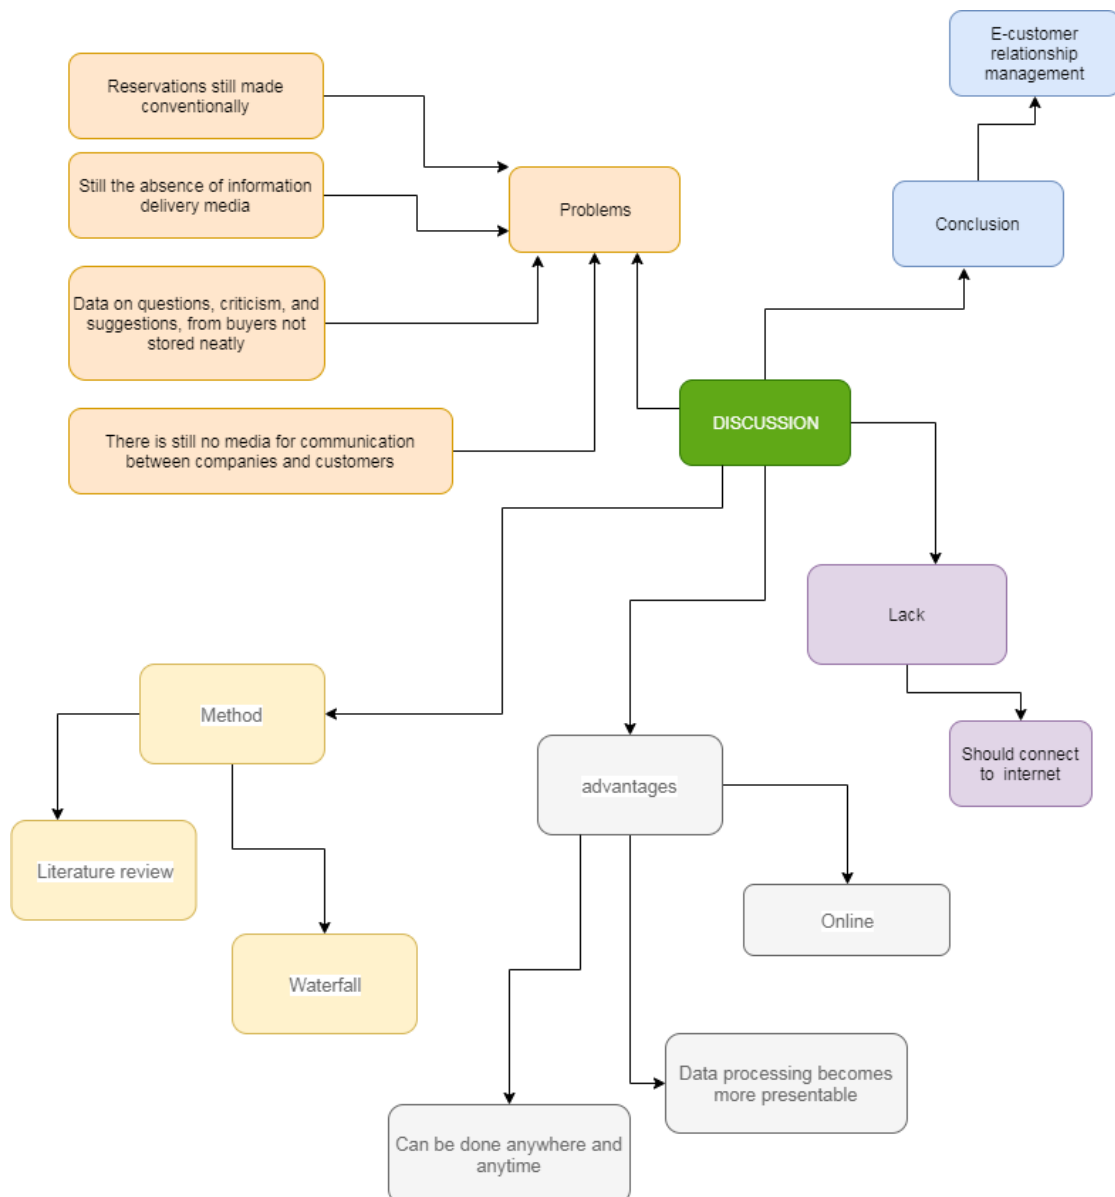 E-customer
relationship
management
Reservations still made
conventionally
Still the absence of information
delivery media
Problems
Conclusion
Data on questions, criticism, and
suggestions, from buyers not
stored neatly
DISCUSSION
There is still no media for communication
between companies and customers
Lack
Method
Should connect
to internet
advantages
Literature review
Online
Waterfall
Data processing becomes
more presentable
Can be done anywhere and
anytime